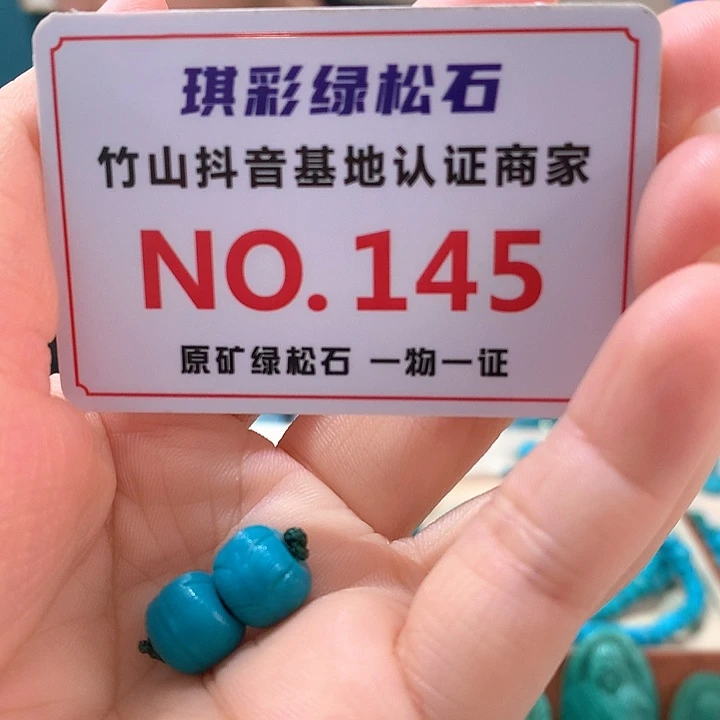 琪彩绿松石
竹山抖音基地认证商家
NO.145
原矿绿松石 一物一证